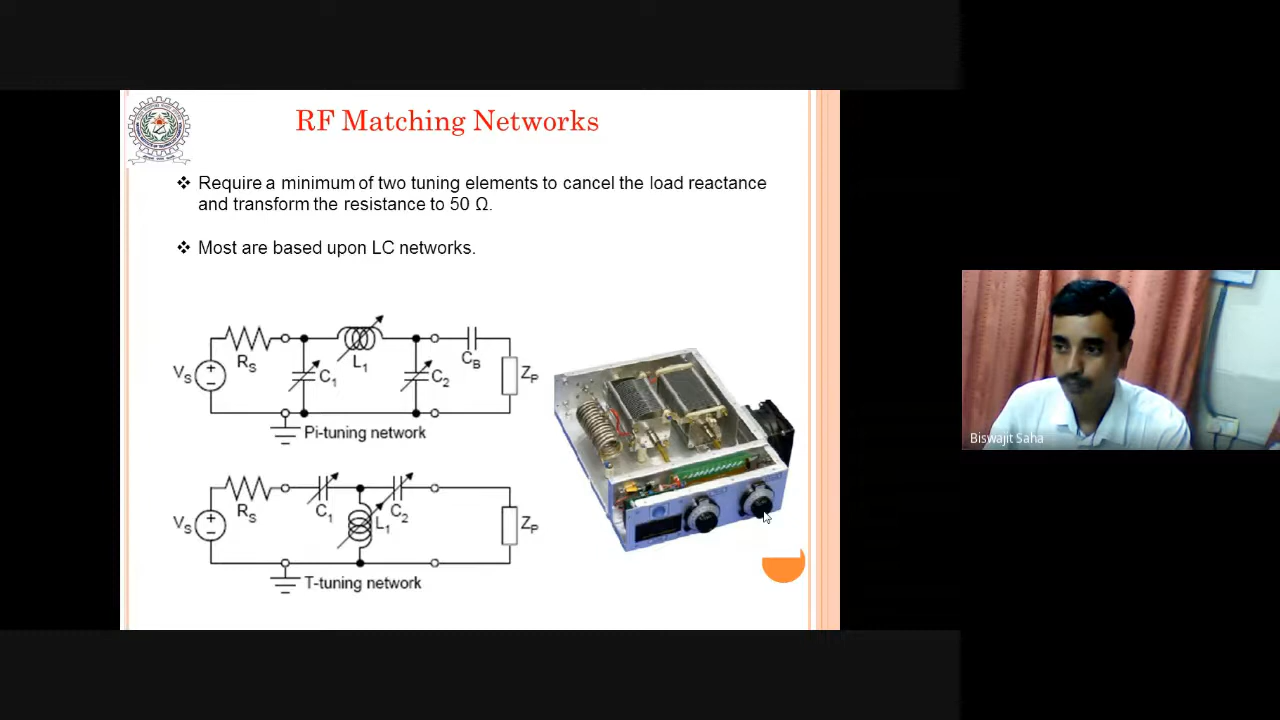 RF Matching Networks
❖ Require a minimum of two tuning elements to cancel the load reactance
and transform the resistance to 50 Ω.
❖ Most are based upon LC networks.
V_S + − R_S C_1 L_1 C_2 C_B Z_P
Pi-tuning network
V_S + − R_S C_1 L_1 C_2 Z_P
T-tuning network
Biswajit Saha